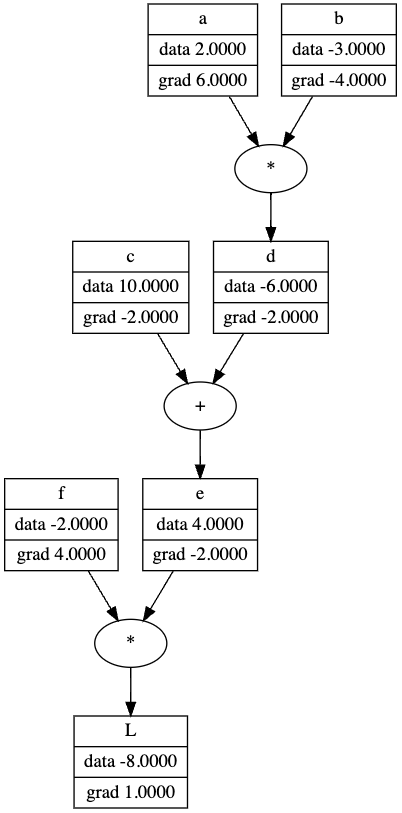 a
data 2.0000
grad 6.0000
b
data -3.0000
grad -4.0000
*
c
data 10.0000
grad -2.0000
d
data -6.0000
grad -2.0000
+
f
data -2.0000
grad 4.0000
e
data 4.0000
grad -2.0000
*
L
data -8.0000
grad 1.0000